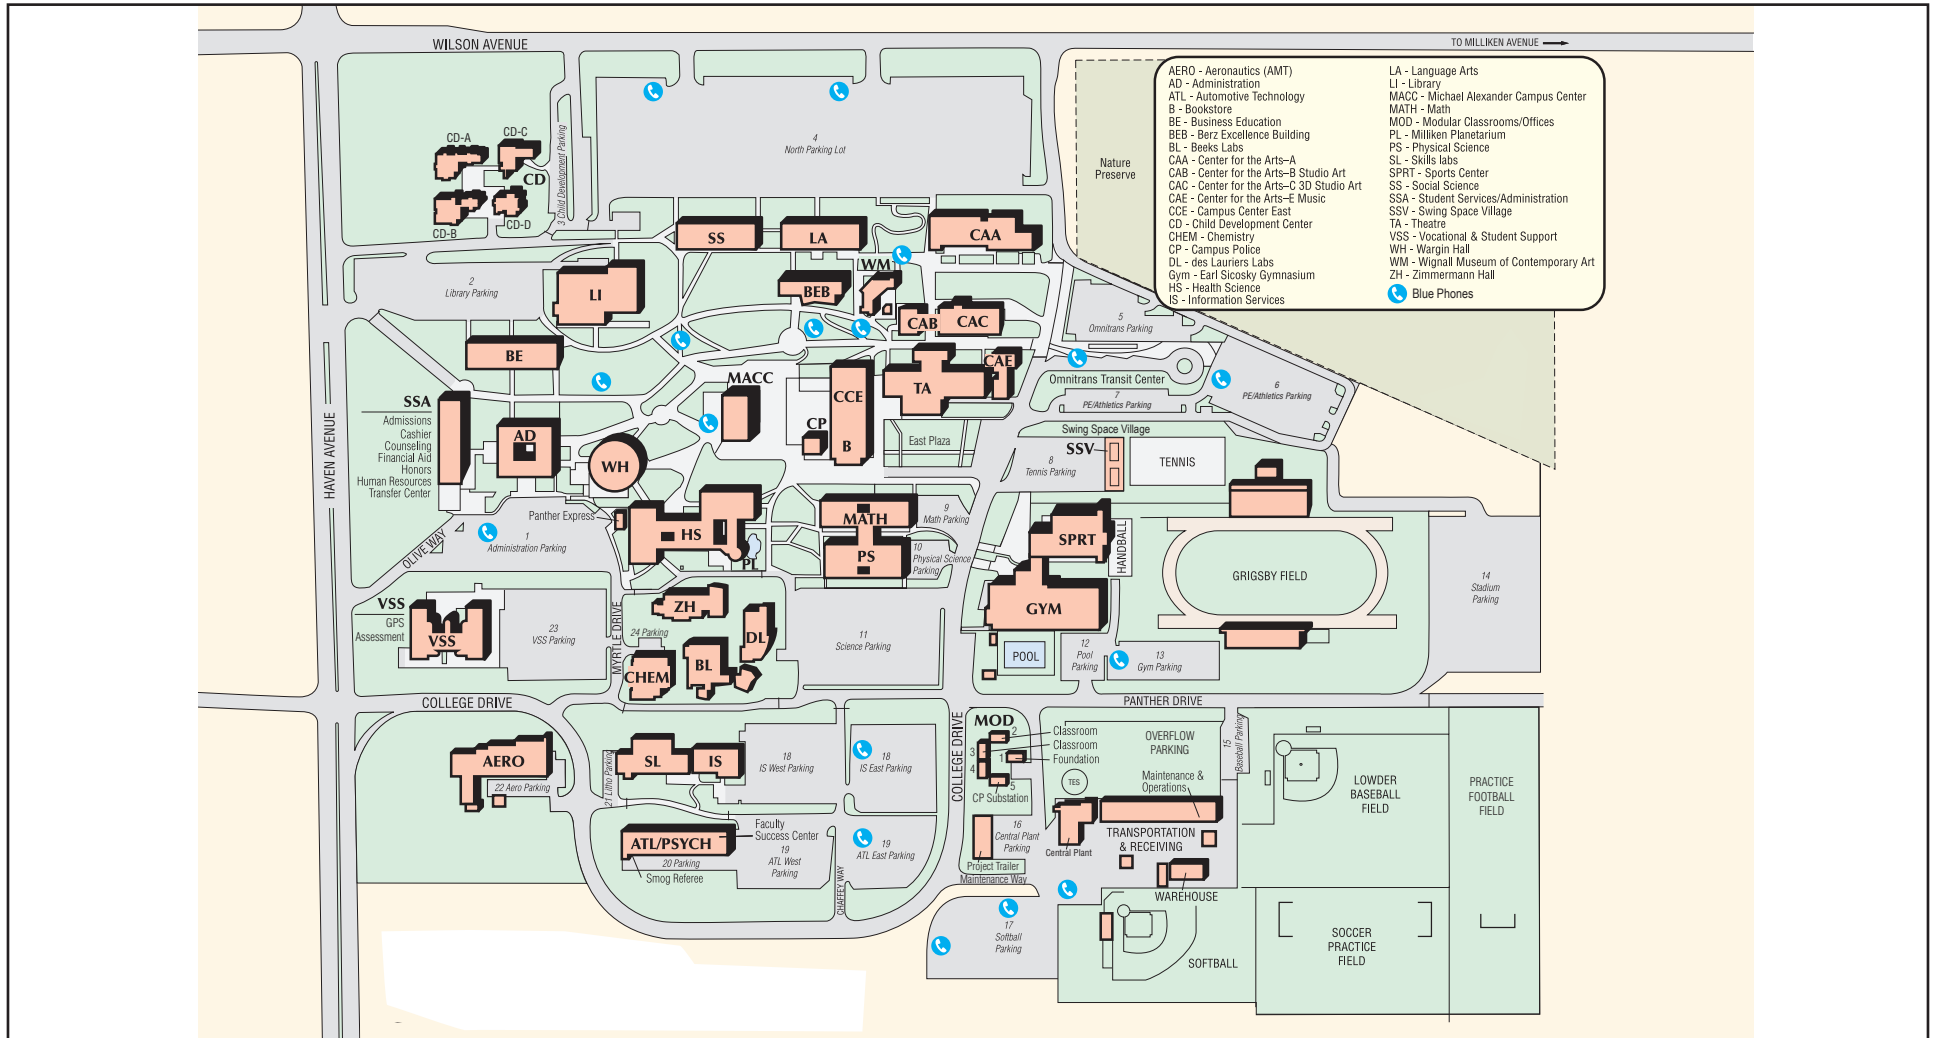 WILSON AVENUE
TO MILLIKEN AVENUE
AERO - Aeronautics (AMT)
AD - Administration
ATL - Automotive Technology
B - Bookstore
BE - Business Education
BEB - Berz Excellence Building
BL - Beeks Labs
CAA - Center for the Arts–A
CAB - Center for the Arts–B Studio Art
CAC - Center for the Arts–C 3D Studio Art
CAE - Center for the Arts–E Music
CCE - Campus Center East
CD - Child Development Center
CHEM - Chemistry
CP - Campus Police
DL - des Lauriers Labs
Gym - Earl Sicosky Gymnasium
HS - Health Science
IS - Information Services
LA - Language Arts
LI - Library
MACC - Michael Alexander Campus Center
MATH - Math
MOD - Modular Classrooms/Offices
PL - Milliken Planetarium
PS - Physical Science
SL - Skills labs
SPRT - Sports Center
SS - Social Science
SSA - Student Services/Administration
SSV - Swing Space Village
TA - Theatre
VSS - Vocational & Student Support
WH - Wargin Hall
WM - Wignall Museum of Contemporary Art
ZH - Zimmermann Hall
Blue Phones
Nature
Preserve
4
North Parking Lot
3 Child Development Parking
CD-A
CD-C
CD
CD-B
CD-D
SS
LA
CAA
WM
2
Library Parking
LI
BEB
CAB
CAC
5
Omnitrans Parking
BE
MACC
CCE
B
CP
TA
CAE
Omnitrans Transit Center
7
PE/Athletics Parking
6
PE/Athletics Parking
HAVEN AVENUE
SSA
Admissions
Cashier
Counseling
Financial Aid
Honors
Human Resources
Transfer Center
AD
WH
East Plaza
Swing Space Village
SSV
8
Tennis Parking
TENNIS
Panther Express
1
Administration Parking
OLIVE WAY
HS
PL
MATH
PS
9
Math Parking
10
Physical Science
Parking
SPRT
HANDBALL
GYM
GRIGSBY FIELD
14
Stadium
Parking
VSS
GPS
Assessment
VSS
23
VSS Parking
MYRTLE DRIVE
ZH
24 Parking
DL
BL
CHEM
11
Science Parking
POOL
12
Pool
Parking
13
Gym Parking
COLLEGE DRIVE
PANTHER DRIVE
COLLEGE DRIVE
AERO
22 Aero Parking
21 Litho Parking
SL
IS
18
IS West Parking
18
IS East Parking
MOD
2
Classroom
3
Classroom
1
Foundation
4
5
CP Substation
TES
OVERFLOW
PARKING
15
Baseball Parking
Maintenance &
Operations
LOWDER
BASEBALL
FIELD
PRACTICE
FOOTBALL
FIELD
ATL/PSYCH
Faculty
Success Center
20 Parking
Smog Referee
19
ATL West
Parking
19
ATL East Parking
CHAFFEY WAY
16
Central Plant
Parking
Project Trailer
Maintenance Way
Central Plant
TRANSPORTATION
& RECEIVING
WAREHOUSE
17
Softball
Parking
SOFTBALL
SOCCER
PRACTICE
FIELD